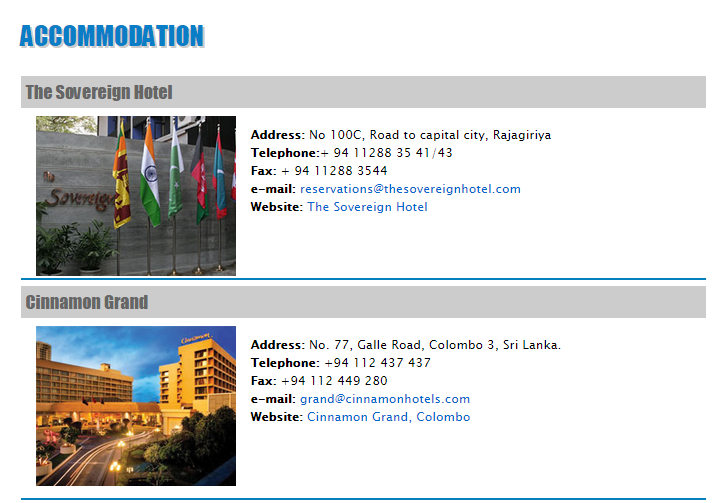 ACCOMMODATION
The Sovereign Hotel
Sovereign
Address: No 100C, Road to capital city, Rajagiriya
Telephone:+ 94 11288 35 41/43
Fax: + 94 11288 3544
e-mail: reservations@thesovereignhotel.com
Website: The Sovereign Hotel
Cinnamon Grand
Cinnamon
Address: No. 77, Galle Road, Colombo 3, Sri Lanka.
Telephone: +94 112 437 437
Fax: +94 112 449 280
e-mail: grand@cinnamonhotels.com
Website: Cinnamon Grand, Colombo